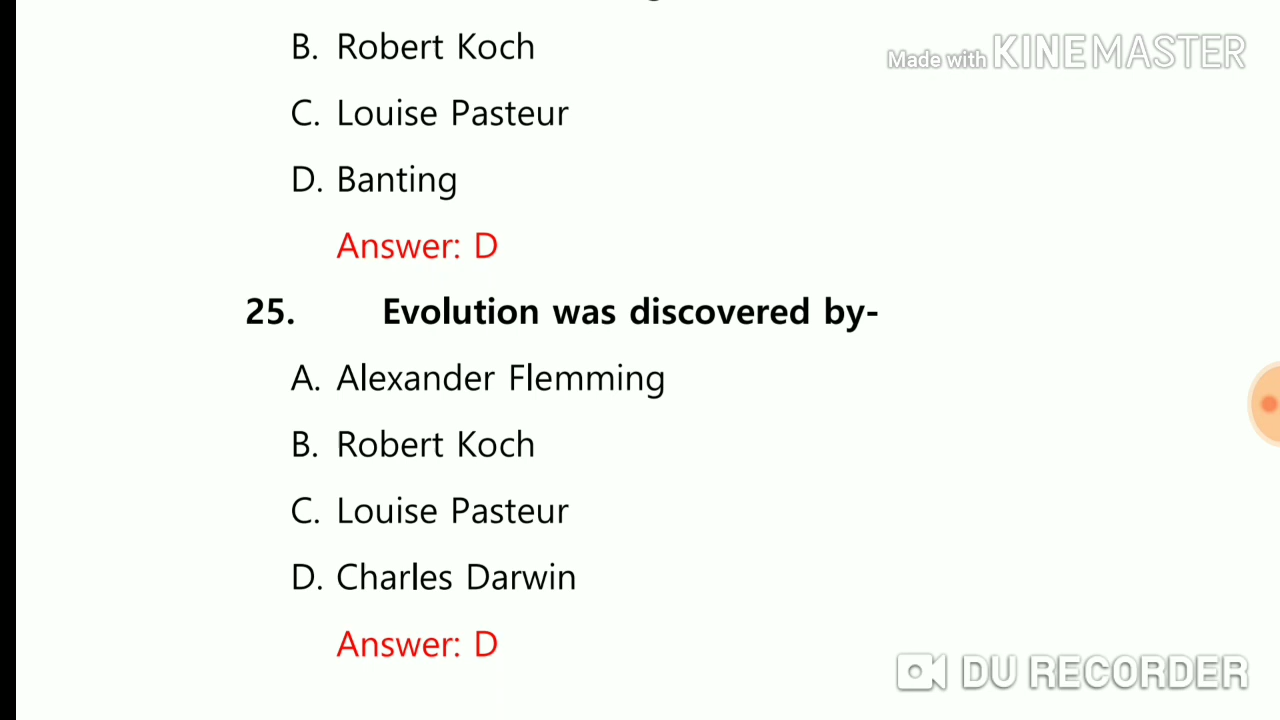 B. Robert Koch
Made with KINEMASTER
C. Louise Pasteur
D. Banting
Answer: D
25. Evolution was discovered by-
A. Alexander Flemming
B. Robert Koch
C. Louise Pasteur
D. Charles Darwin
Answer: D
DU RECORDER